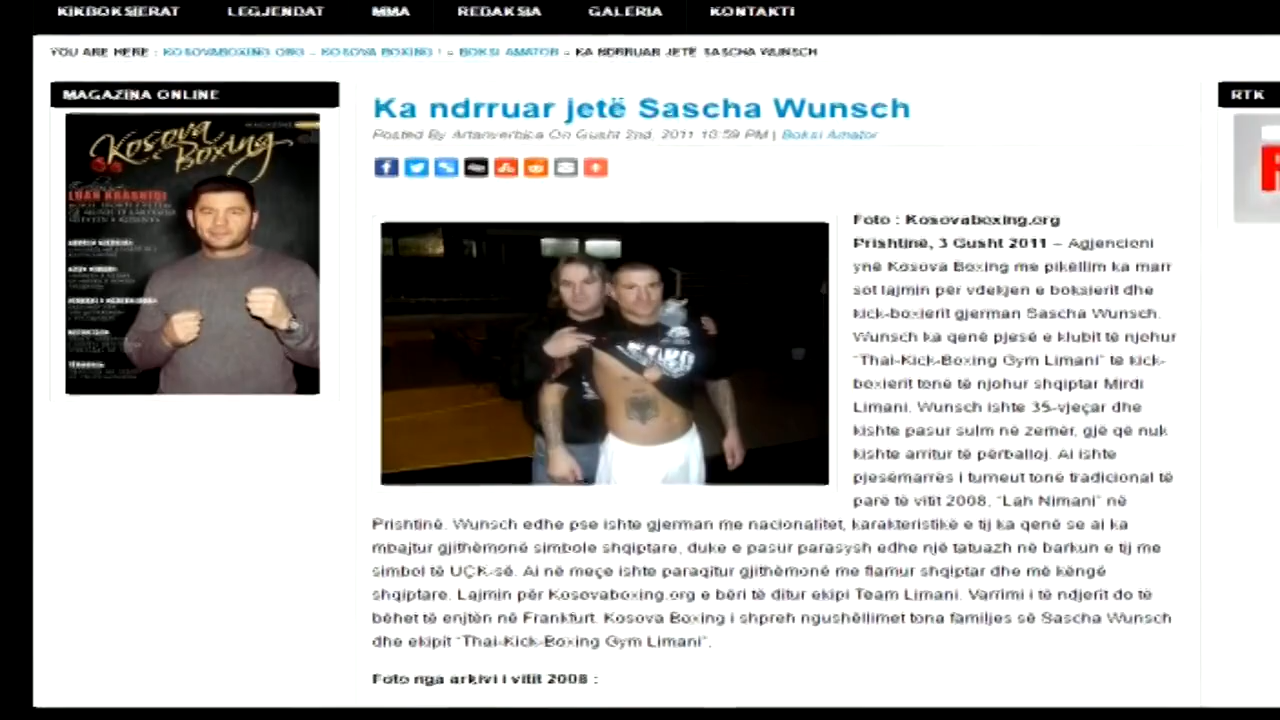 KIKBOKSIERAT LEGJENDAT MMA REDAKSIA GALERIA KONTAKTI
YOU ARE HERE : KOSOVABOXING.ORG – KOSOVA BOXING ! » BOKSI AMATOR » KA NDRRUAR JETË SASCHA WUNSCH
MAGAZINA ONLINE
Kosova
Boxing
Ka ndrruar jetë Sascha Wunsch
Posted By Artanverbica On Gusht 2nd, 2011 10:59 PM | Boksi Amator
Foto : Kosovaboxing.org
Prishtinë, 3 Gusht 2011 – Agjencioni
ynë Kosova Boxing me pikëllim ka marr
sot lajmin për vdekjen e boksierit dhe
kick-boxierit gjerman Sascha Wunsch.
Wunsch ka qenë pjesë e klubit të njohur
"Thai-Kick-Boxing Gym Limani" të kick-
boxierit tonë të njohur shqiptar Mirdi
Limani. Wunsch ishte 35-vjeçar dhe
kishte pasur sulm në zemër, gjë që nuk
kishte arritur të përballoj. Ai ishte
pjesëmarrës i turneut tonë tradicional të
parë të vitit 2008, "Lah Nimani" në
Prishtinë. Wunsch edhe pse ishte gjerman me nacionalitet, karakteristikë e tij ka qenë se ai ka
mbajtur gjithëmonë simbole shqiptare, duke e pasur parasysh edhe një tatuazh në barkun e tij me
simbol të UÇK-së. Ai në meçe ishte paraqitur gjithëmonë me flamur shqiptar dhe më këngë
shqiptare. Lajmin për Kosovaboxing.org e bëri të ditur ekipi Team Limani. Varrimi i të ndjerit do të
bëhet të enjtën në Frankfurt. Kosova Boxing i shpreh ngushëllimet tona familjes së Sascha Wunsch
dhe ekipit "Thai-Kick-Boxing Gym Limani".
Foto nga arkivi i vitit 2008 :
RTK